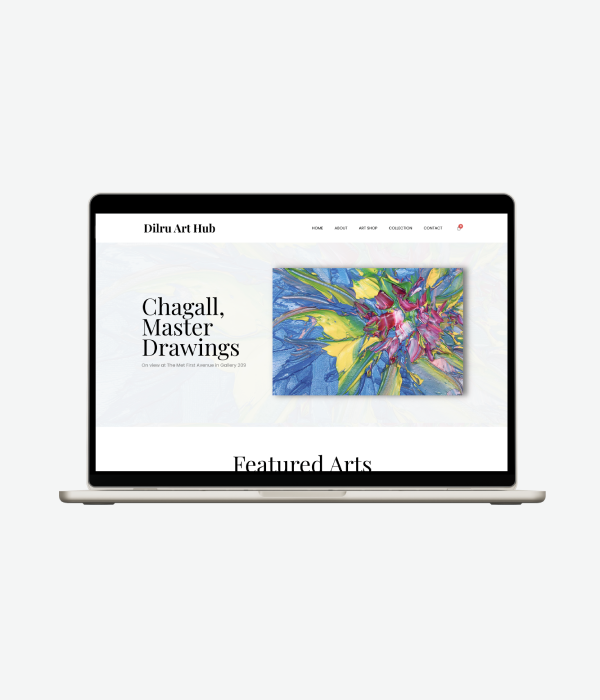 Dilru Art Hub
HOME ABOUT ART SHOP COLLECTION CONTACT
Chagall,
Master
Drawings
On view at The Met First Avenue in Gallery 200
Featured Arts